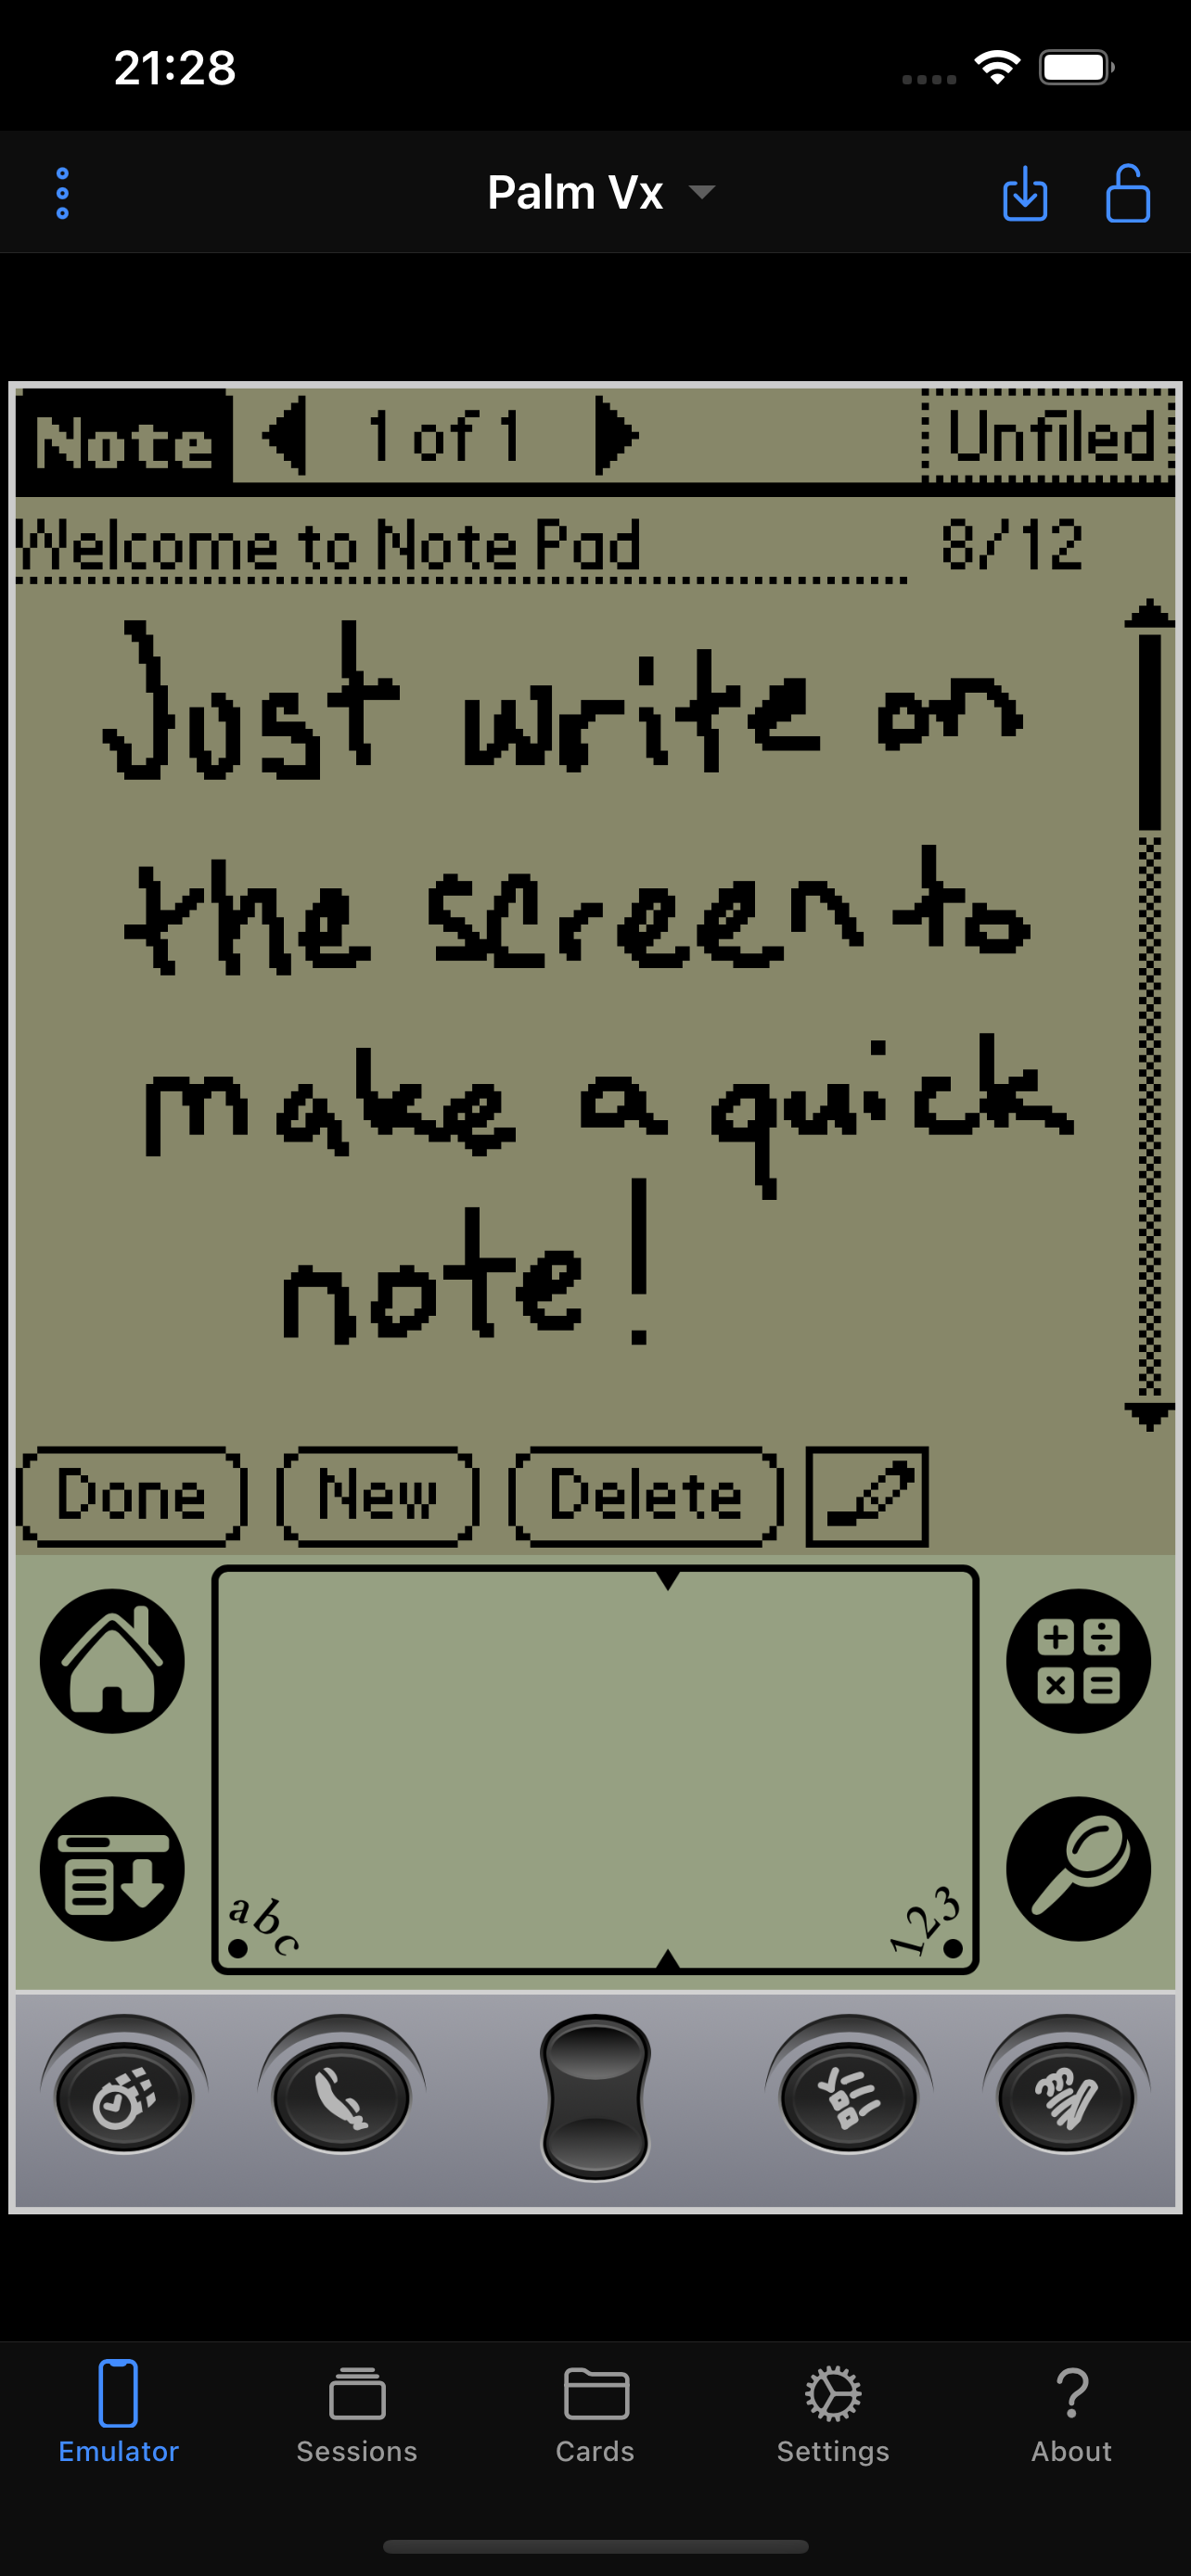 21:28
Palm Vx
Note 1 of 1 Unfiled
Welcome to Note Pad 8/12
Just write on
the screen to
make a quick
note!
Done New Delete
+ ÷
× =
abc 123
Emulator Sessions Cards Settings About